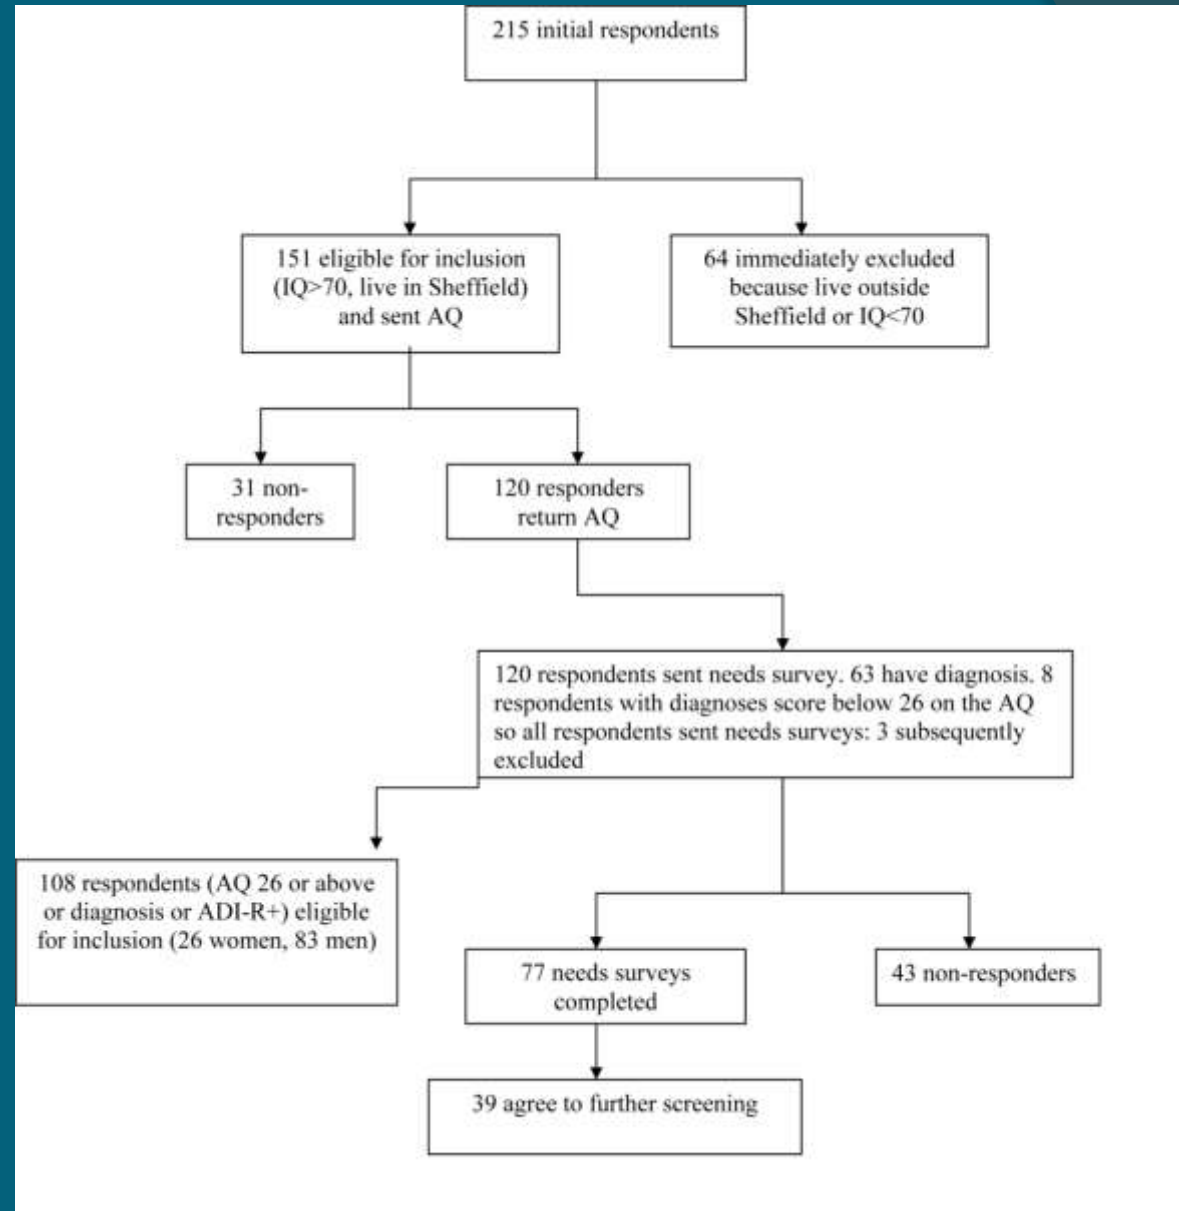 215 initial respondents
151 eligible for inclusion
(IQ>70, live in Sheffield)
and sent AQ
64 immediately excluded
because live outside
Sheffield or IQ<70
31 non-
responders
120 responders
return AQ
120 respondents sent needs survey. 63 have diagnosis. 8
respondents with diagnoses score below 26 on the AQ
so all respondents sent needs surveys: 3 subsequently
excluded
108 respondents (AQ 26 or above
or diagnosis or ADI-R+) eligible
for inclusion (26 women, 83 men)
77 needs surveys
completed
43 non-responders
39 agree to further screening